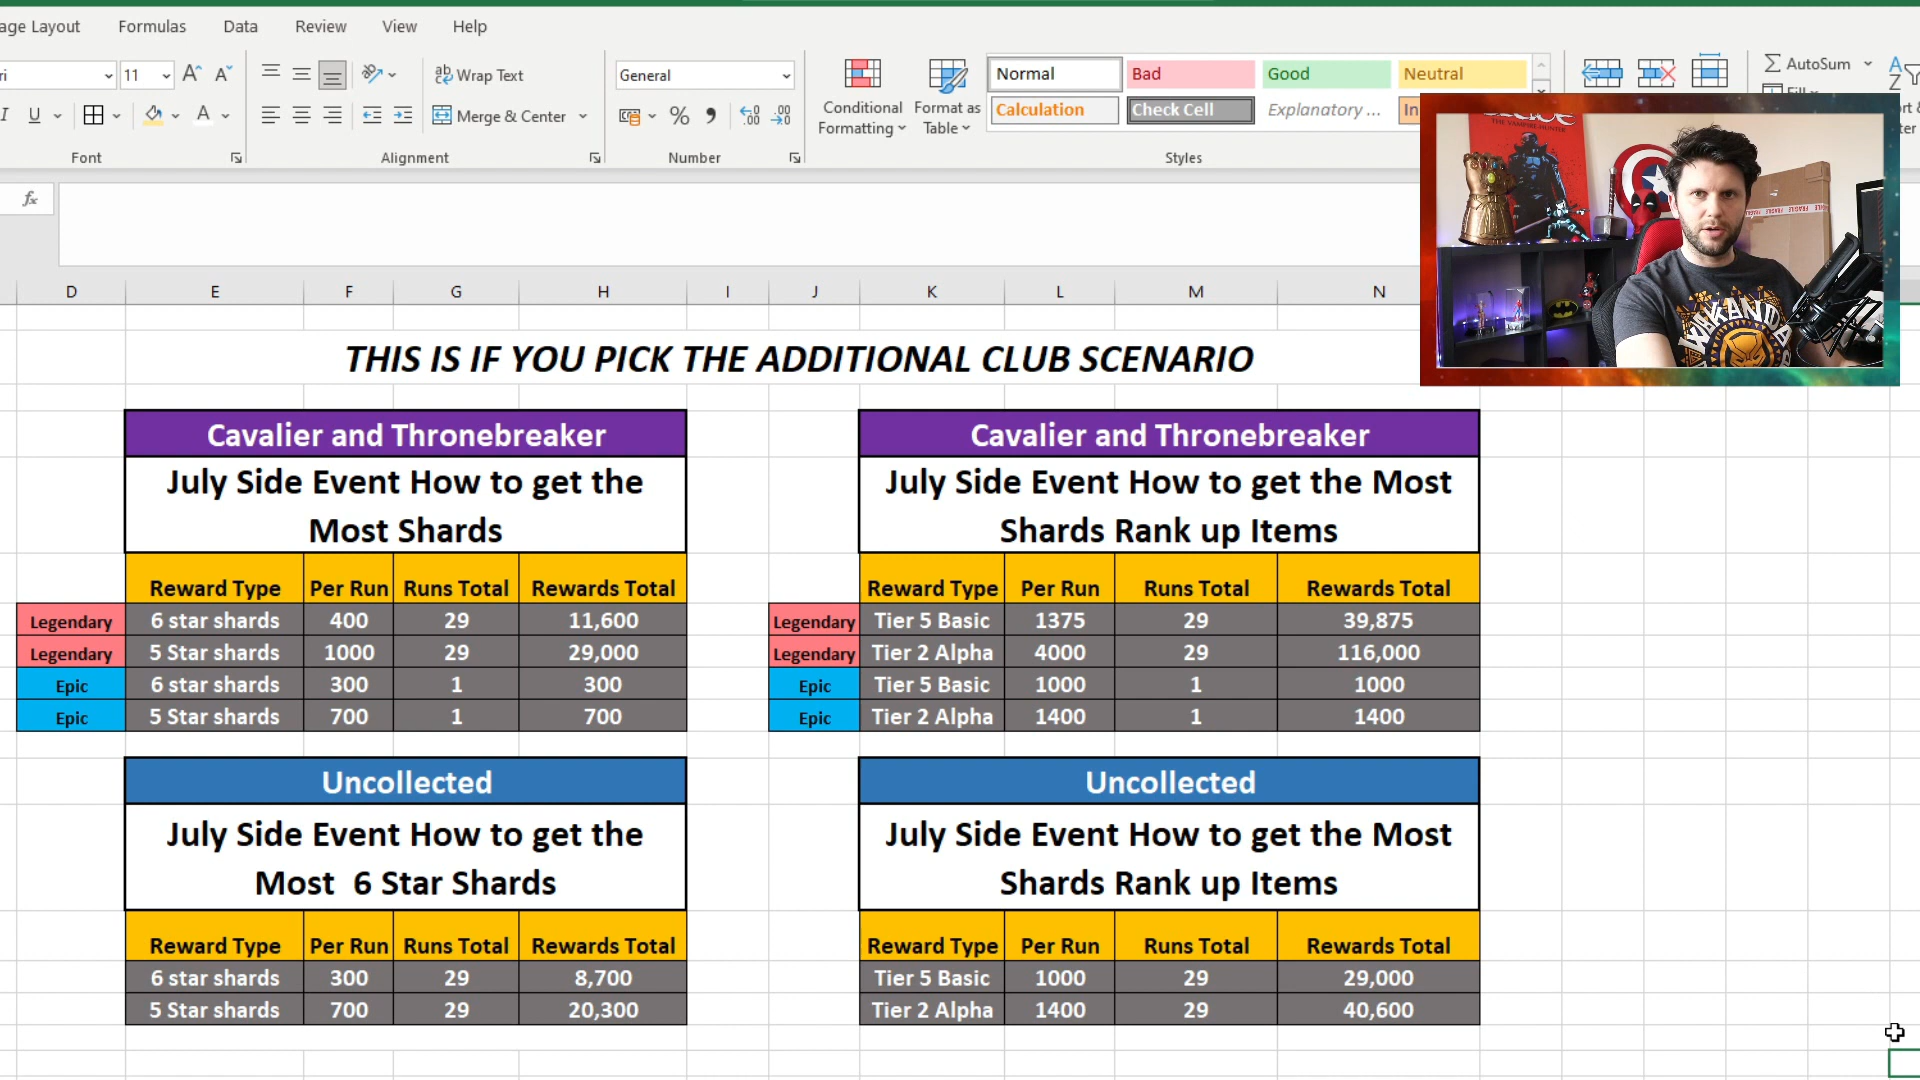 age Layout Formulas Data Review View Help
ri 11 Wrap Text General Normal Bad Good Neutral AutoSum
Conditional Formatting Format as Table Calculation Check Cell Explanatory ... In
U A Merge & Center % Fill
Font Alignment Number Styles
fx
THE VAMPIRE HUNTER
FRAGILE FRAGILE FRAGILE
WAKANDA
D E F G H I J K L M N
THIS IS IF YOU PICK THE ADDITIONAL CLUB SCENARIO
Cavalier and Thronebreaker
July Side Event How to get the
Most Shards
Reward Type Per Run Runs Total Rewards Total
Legendary 6 star shards 400 29 11,600
Legendary 5 Star shards 1000 29 29,000
Epic 6 star shards 300 1 300
Epic 5 Star shards 700 1 700
Cavalier and Thronebreaker
July Side Event How to get the Most
Shards Rank up Items
Reward Type Per Run Runs Total Rewards Total
Legendary Tier 5 Basic 1375 29 39,875
Legendary Tier 2 Alpha 4000 29 116,000
Epic Tier 5 Basic 1000 1 1000
Epic Tier 2 Alpha 1400 1 1400
Uncollected
July Side Event How to get the
Most  6 Star Shards
Reward Type Per Run Runs Total Rewards Total
6 star shards 300 29 8,700
5 Star shards 700 29 20,300
Uncollected
July Side Event How to get the Most
Shards Rank up Items
Reward Type Per Run Runs Total Rewards Total
Tier 5 Basic 1000 29 29,000
Tier 2 Alpha 1400 29 40,600